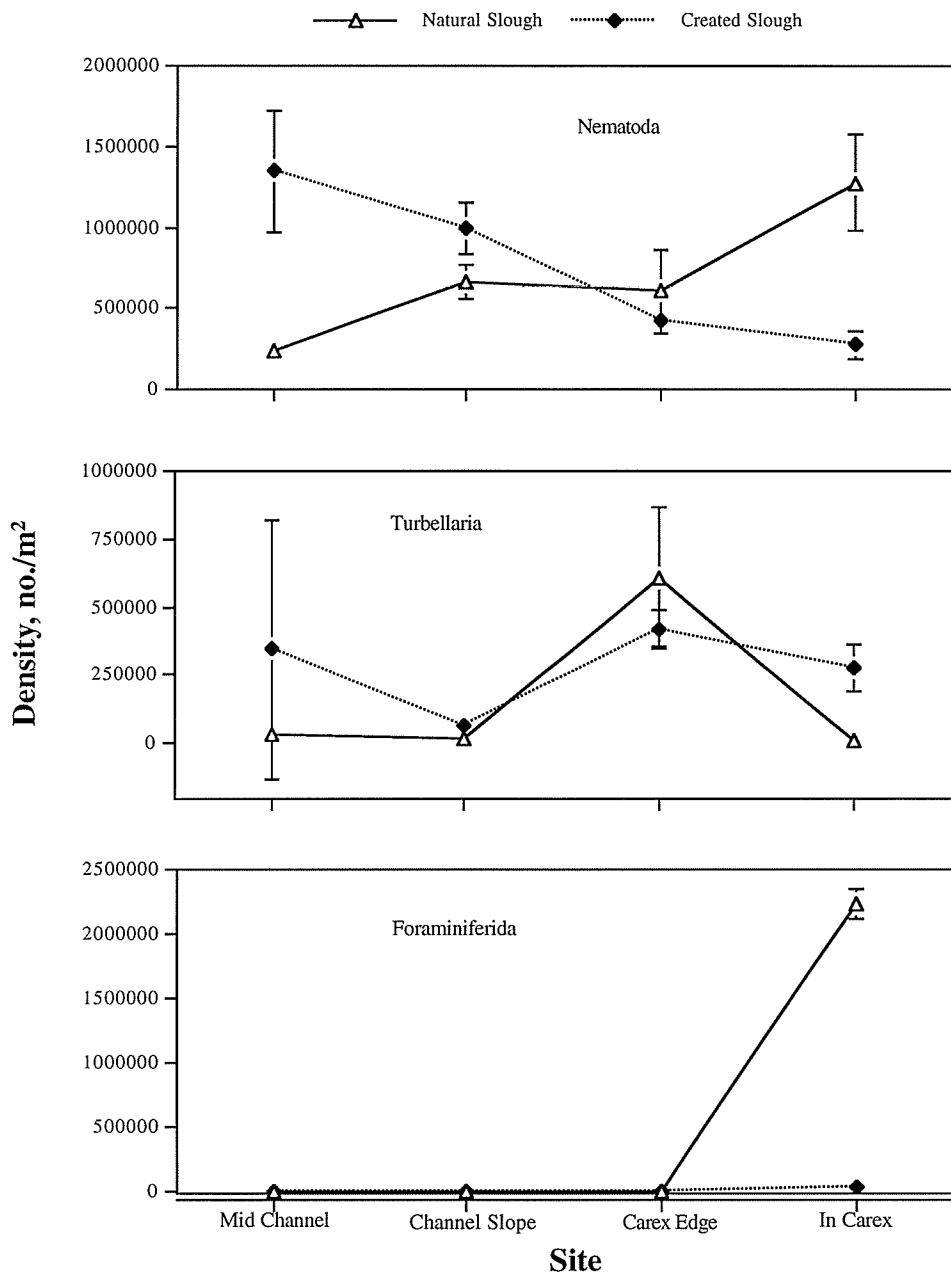 Natural Slough Created Slough
2000000
Nematoda
1500000
1000000
500000
0
1000000
Turbellaria
750000
500000
250000
0
Density, no./m²
2500000
Foraminiferida
2000000
1500000
1000000
500000
0
Mid Channel Channel Slope Carex Edge In Carex
Site